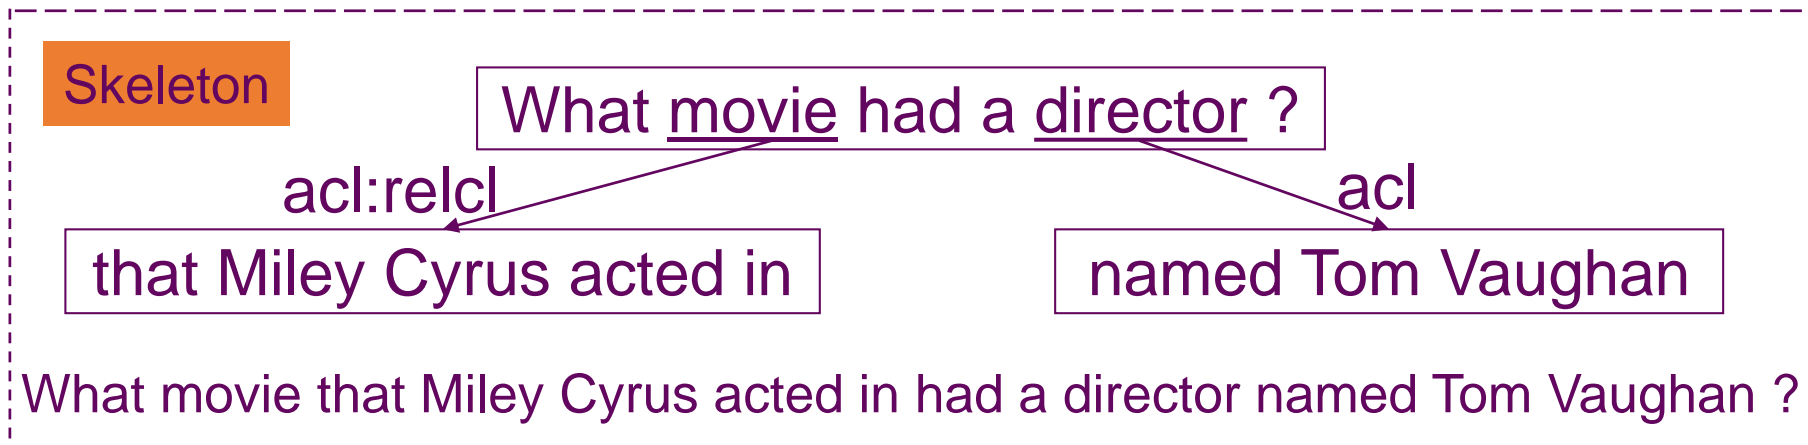 Skeleton
What movie had a director ?
acl:relcl
acl
that Miley Cyrus acted in
named Tom Vaughan
What movie that Miley Cyrus acted in had a director named Tom Vaughan ?